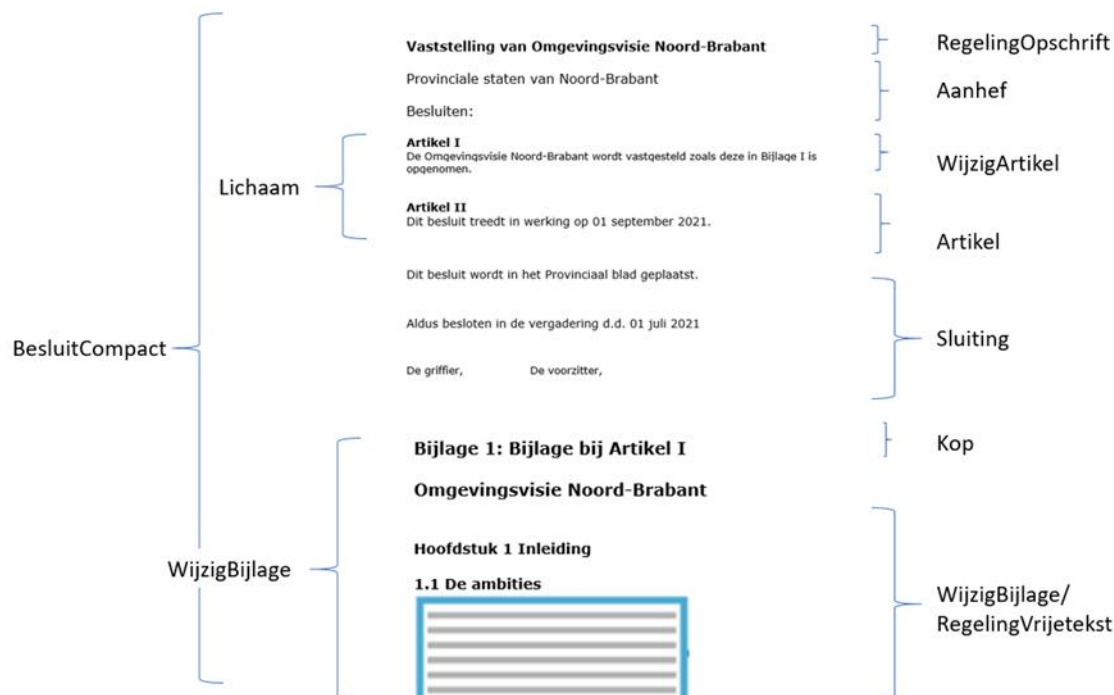 Vaststelling van Omgevingsvisie Noord-Brabant
RegelingOpschrift
Provinciale staten van Noord-Brabant
Aanhef
Besluiten:
Artikel I
De Omgevingsvisie Noord-Brabant wordt vastgesteld zoals deze in Bijlage I is
opgenomen.
WijzigArtikel
Lichaam
Artikel II
Dit besluit treedt in werking op 01 september 2021.
Artikel
Dit besluit wordt in het Provinciaal blad geplaatst.
Aldus besloten in de vergadering d.d. 01 juli 2021
Sluiting
BesluitCompact
De griffier, De voorzitter,
Bijlage 1: Bijlage bij Artikel I
Kop
Omgevingsvisie Noord-Brabant
Hoofdstuk 1 Inleiding
WijzigBijlage
1.1 De ambities
WijzigBijlage/
RegelingVrijetekst